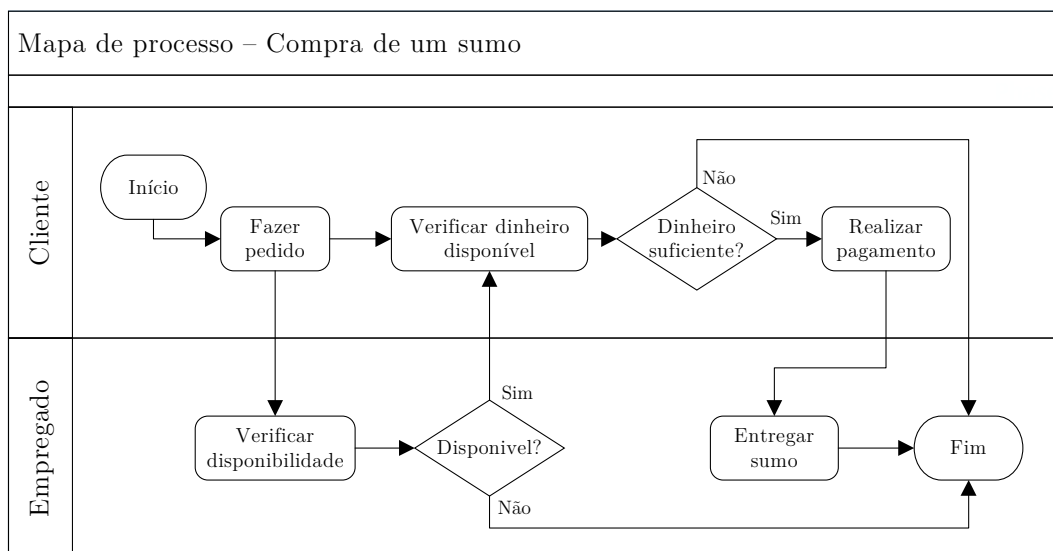 Mapa de processo – Compra de um sumo
Cliente
Início
Fazer
pedido
Verificar dinheiro
disponível
Dinheiro
suficiente?
Não
Sim
Realizar
pagamento
Empregado
Verificar
disponibilidade
Disponivel?
Sim
Não
Entregar
sumo
Fim